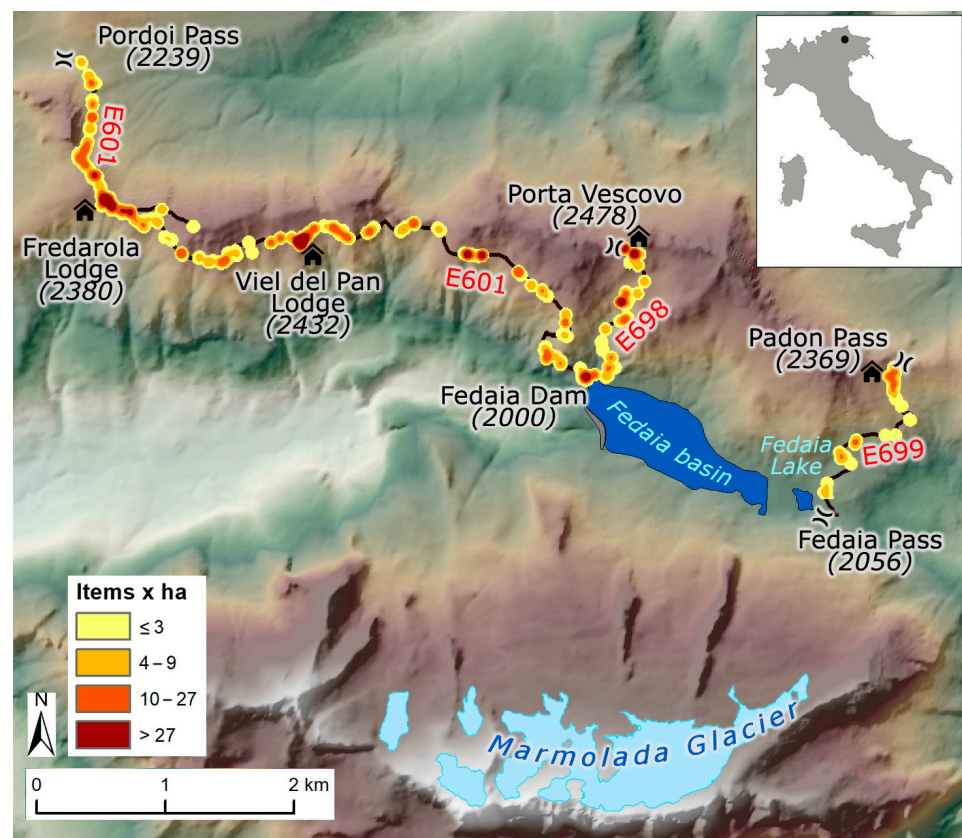 Pordoi Pass
(2239)
E601
Porta Vescovo
(2478)
Fredarola
Lodge
(2380)
Viel del Pan
Lodge
(2432)
E601
E698
Padon Pass
(2369)
Fedaia Dam
(2000)
Fedaia basin
Fedaia
Lake
E699
Fedaia Pass
(2056)
Items x ha
≤ 3
4 – 9
10 – 27
> 27
N
Marmolada Glacier
0 1 2 km